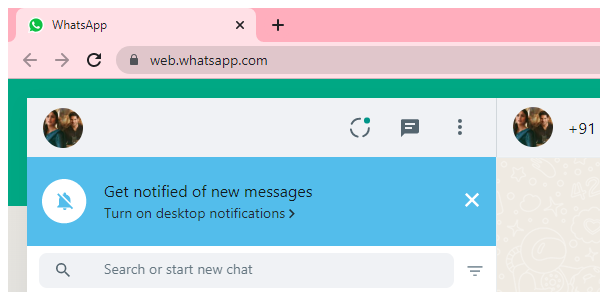 WhatsApp
web.whatsapp.com
+91
Get notified of new messages
Turn on desktop notifications
Search or start new chat